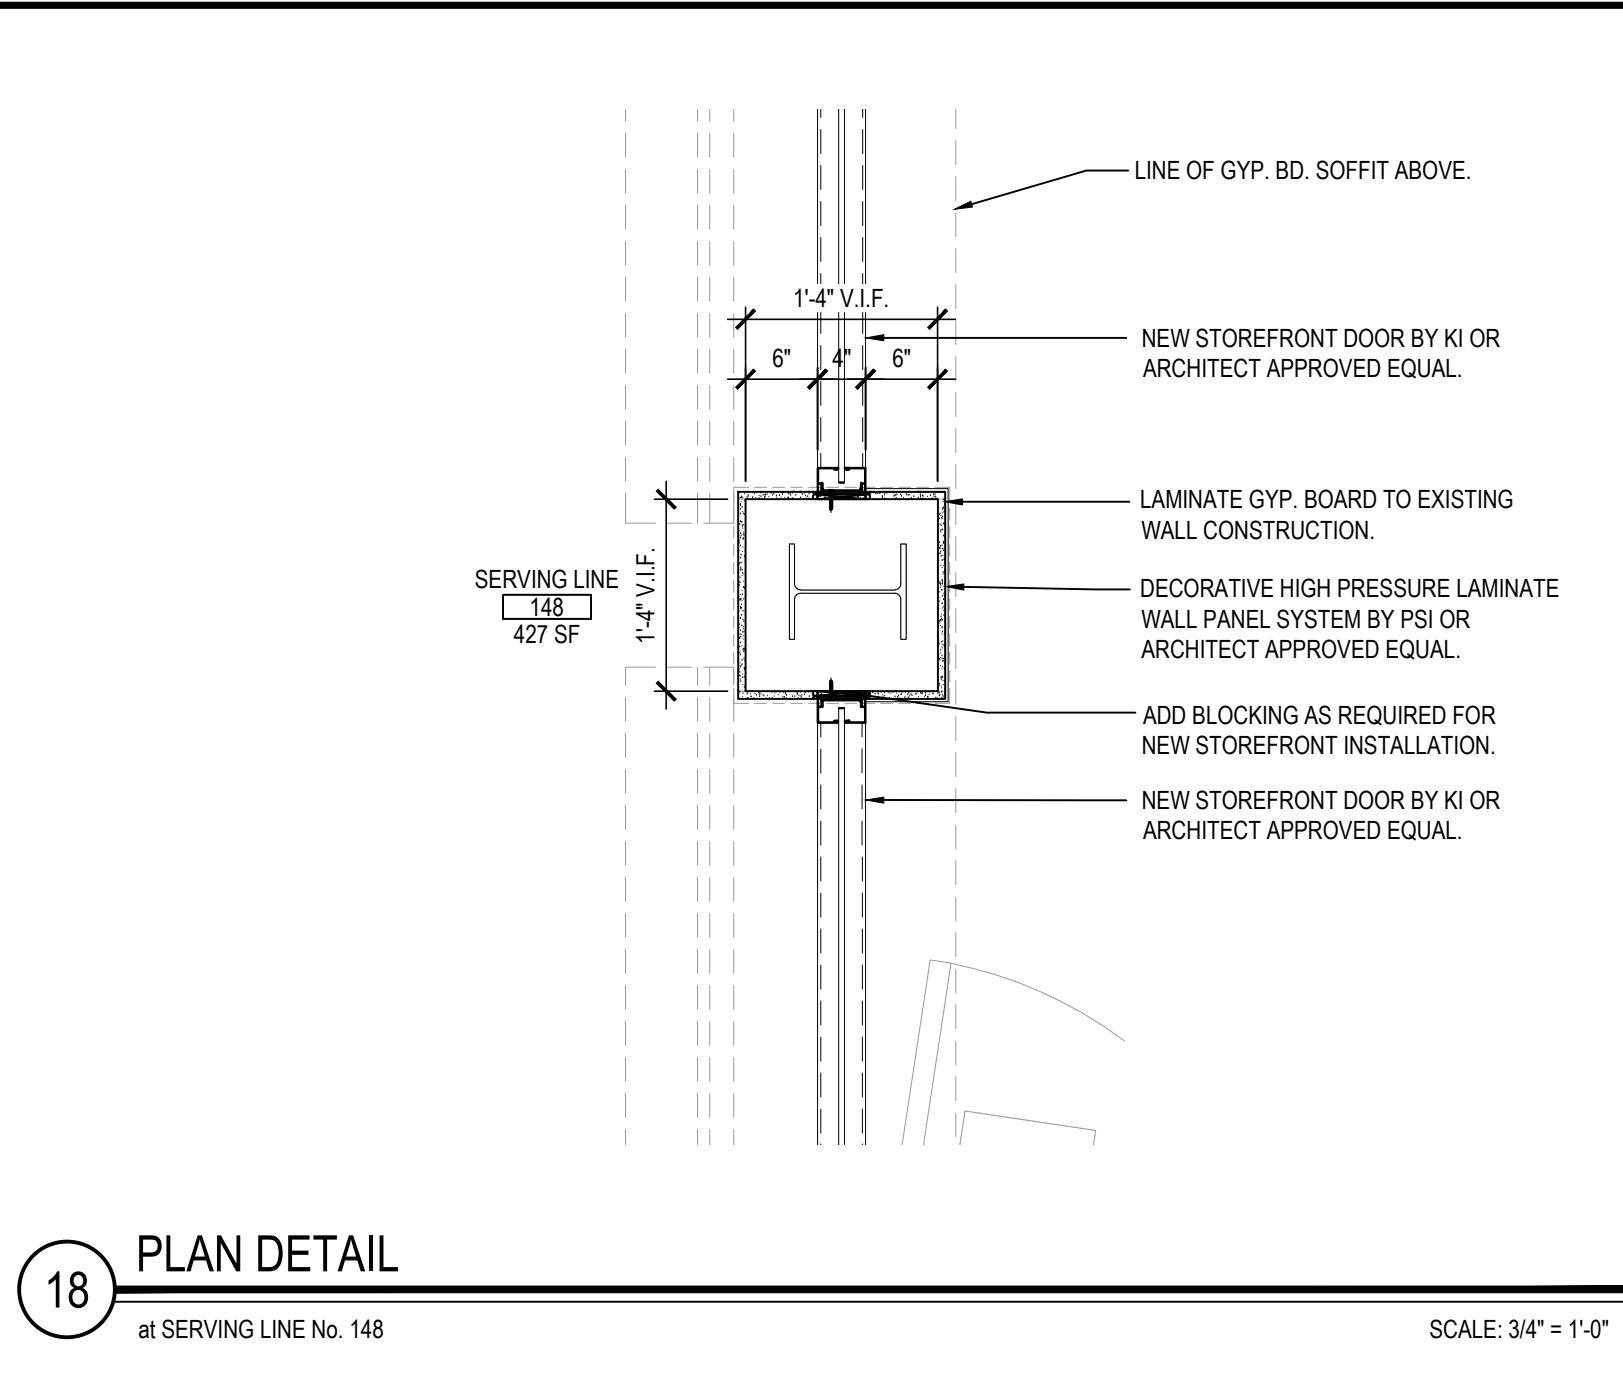 LINE OF GYP. BD. SOFFIT ABOVE.
1'-4" V.I.F.
6" 4" 6"
NEW STOREFRONT DOOR BY KI OR
ARCHITECT APPROVED EQUAL.
LAMINATE GYP. BOARD TO EXISTING
WALL CONSTRUCTION.
SERVING LINE
148
427 SF
1'-4" V.I.F.
DECORATIVE HIGH PRESSURE LAMINATE
WALL PANEL SYSTEM BY PSI OR
ARCHITECT APPROVED EQUAL.
ADD BLOCKING AS REQUIRED FOR
NEW STOREFRONT INSTALLATION.
NEW STOREFRONT DOOR BY KI OR
ARCHITECT APPROVED EQUAL.
18
PLAN DETAIL
at SERVING LINE No. 148
SCALE: 3/4" = 1'-0"